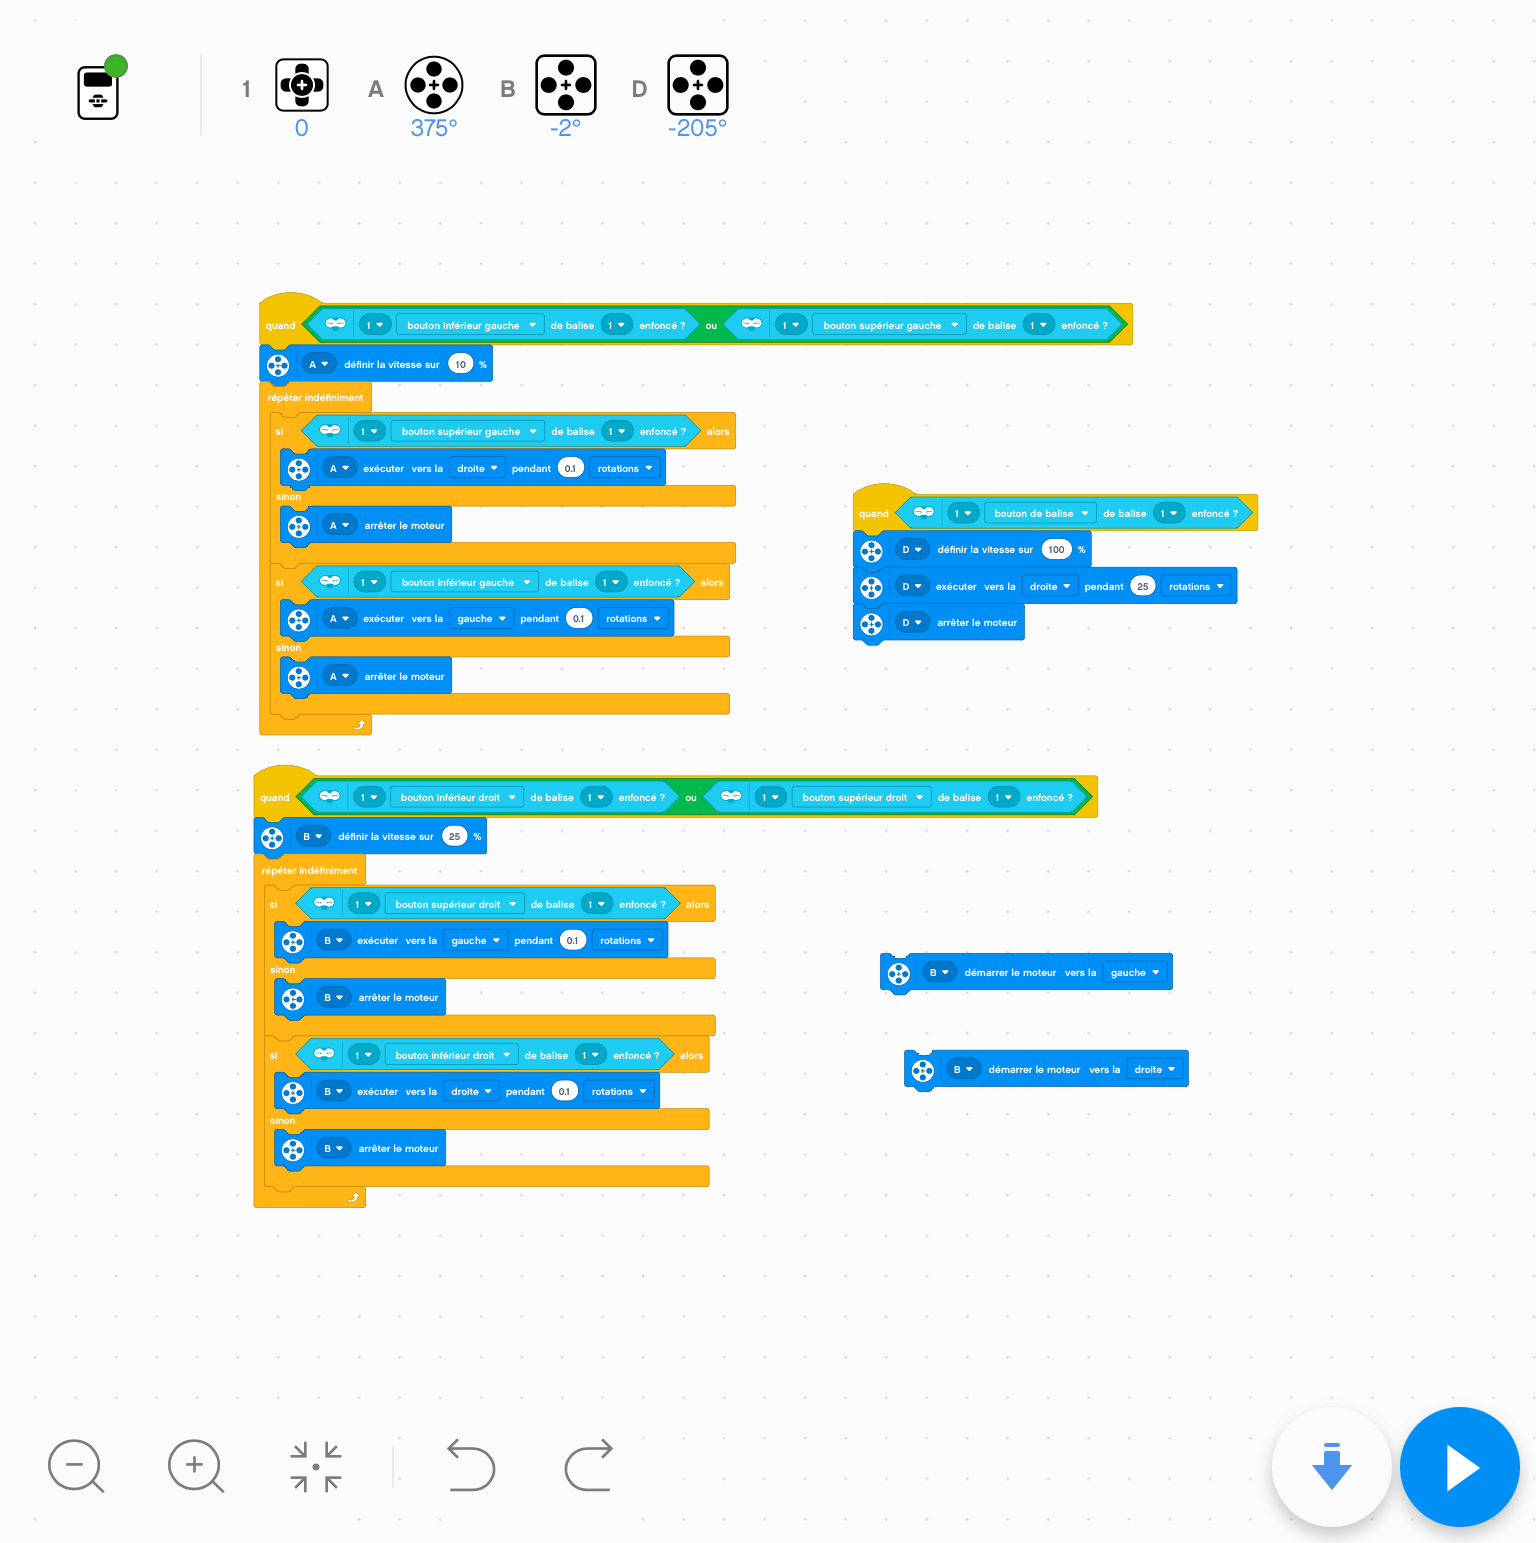 1 A B D
0 375° -2° -205°
quand 1 bouton inférieur gauche de balise 1 enfoncé ? ou 1 bouton supérieur gauche de balise 1 enfoncé ?
A définir la vitesse sur 10 %
répéter indéfiniment
si 1 bouton supérieur gauche de balise 1 enfoncé ? alors
A exécuter vers la droite pendant 0.1 rotations
sinon
A arrêter le moteur
si 1 bouton inférieur gauche de balise 1 enfoncé ? alors
A exécuter vers la gauche pendant 0.1 rotations
sinon
A arrêter le moteur
quand 1 bouton de balise de balise 1 enfoncé ?
D définir la vitesse sur 100 %
D exécuter vers la droite pendant 25 rotations
D arrêter le moteur
quand 1 bouton inférieur droit de balise 1 enfoncé ? ou 1 bouton supérieur droit de balise 1 enfoncé ?
B définir la vitesse sur 25 %
répéter indéfiniment
si 1 bouton supérieur droit de balise 1 enfoncé ? alors
B exécuter vers la gauche pendant 0.1 rotations
sinon
B arrêter le moteur
si 1 bouton inférieur droit de balise 1 enfoncé ? alors
B exécuter vers la droite pendant 0.1 rotations
sinon
B arrêter le moteur
B démarrer le moteur vers la gauche
B démarrer le moteur vers la droite